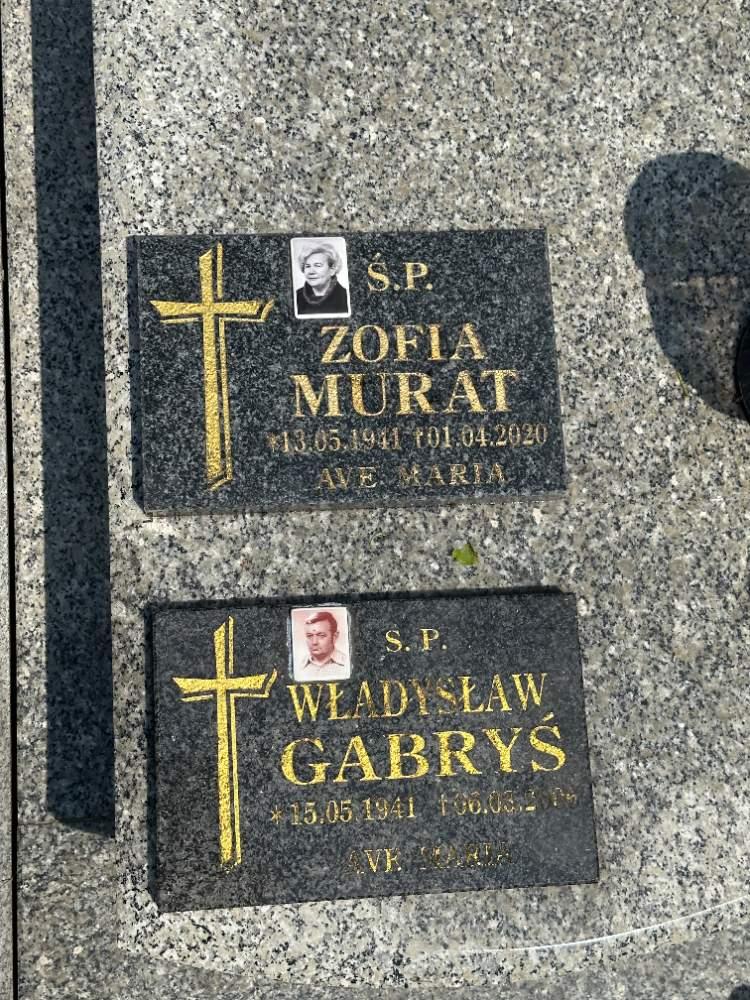 Ś.P.
ZOFIA
MURAT
*13.05.1941 †01.04.2020
AVE MARIA
S. P.
WŁADYSŁAW
GABRYŚ
*15.05.1941
AVE MARIA